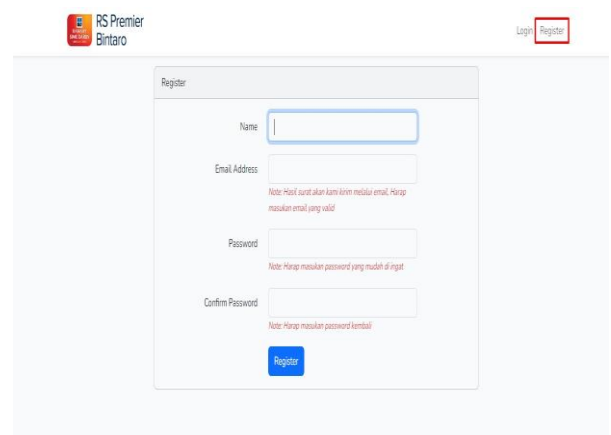 RS Premier
Bintaro
Login Register
Register
Name
Email Address
Note: Hasil surat akan kami kirim melalui email, Harap
masukan email yang valid
Password
Note: Harap masukan password yang mudah di ingat
Confirm Password
Note: Harap masukan password kembali
Register